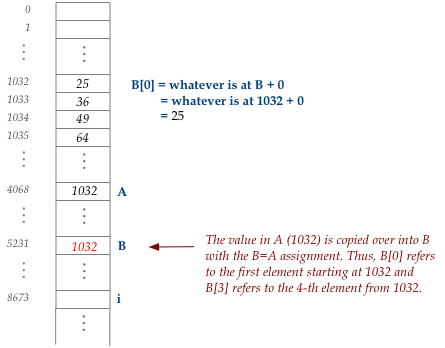 0
1
1032 25 B[0] = whatever is at B + 0
1033 36 = whatever is at 1032 + 0
1034 49 = 25
1035 64
4068 1032 A
5231 1032 B
The value in A (1032) is copied over into B
with the B=A assignment. Thus, B[0] refers
to the first element starting at 1032 and
B[3] refers to the 4-th element from 1032.
8673 i